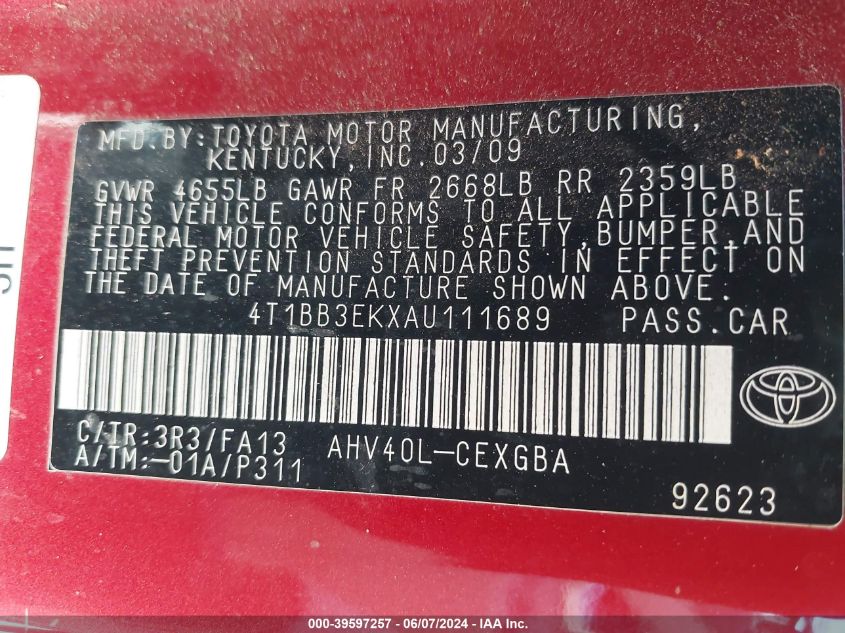 MFD.BY:TOYOTA MOTOR MANUFACTURING,
KENTUCKY,INC.03/09
GVWR 4655LB GAWR FR 2668LB RR 2359LB
THIS VEHICLE CONFORMS TO ALL APPLICABLE
FEDERAL MOTOR VEHICLE SAFETY,BUMPER,AND
THEFT PREVENTION STANDARDS IN EFFECT ON
THE DATE OF MANUFACTURE SHOWN ABOVE.
4T1BB3EKXAU111689 PASS.CAR
C/TR:3R3/FA13 AHV40L-CEXGBA
A/TM:-01A/P311
92623
000-39597257 - 06/07/2024 - IAA Inc.